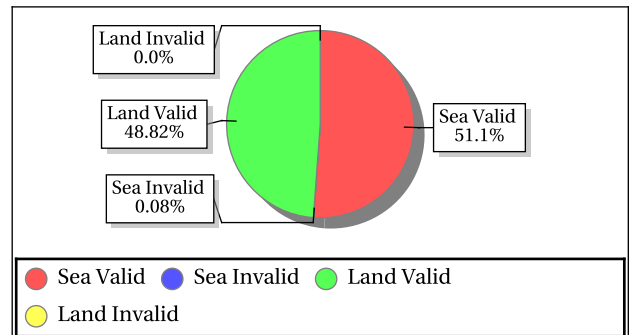 Land Invalid
0.0%
Land Valid
48.82%
Sea Valid
51.1%
Sea Invalid
0.08%
Sea Valid Sea Invalid Land Valid
Land Invalid